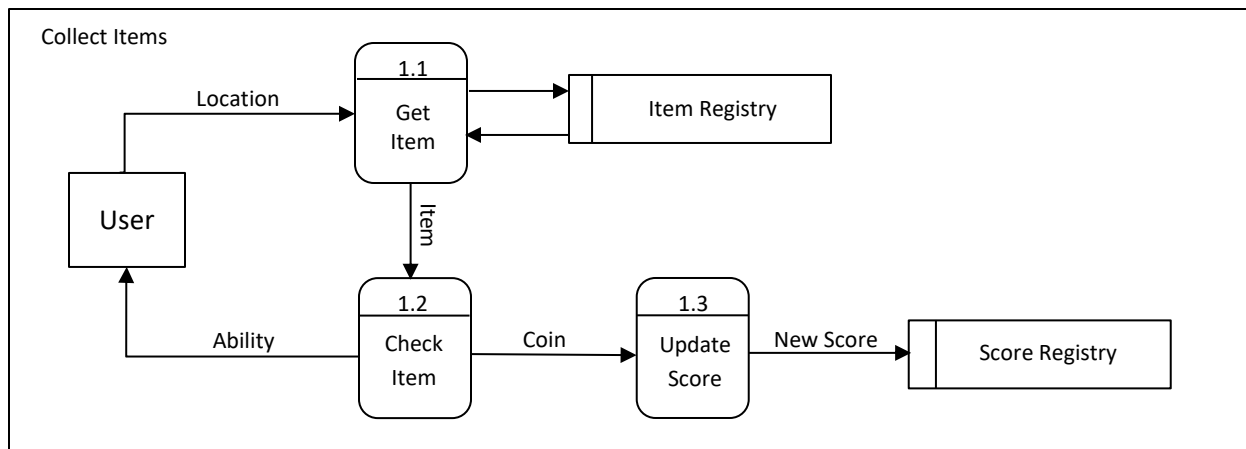 Collect Items
1.1
Get
Item
Location
Item Registry
User
Item
1.2
Check
Item
Ability
Coin
1.3
Update
Score
New Score
Score Registry